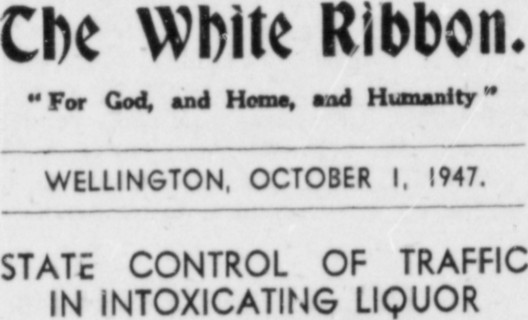 The White Ribbon.
"For God, and Home, and Humanity"
WELLINGTON, OCTOBER 1, 1947.
STATE CONTROL OF TRAFFIC
IN INTOXICATING LIQUOR